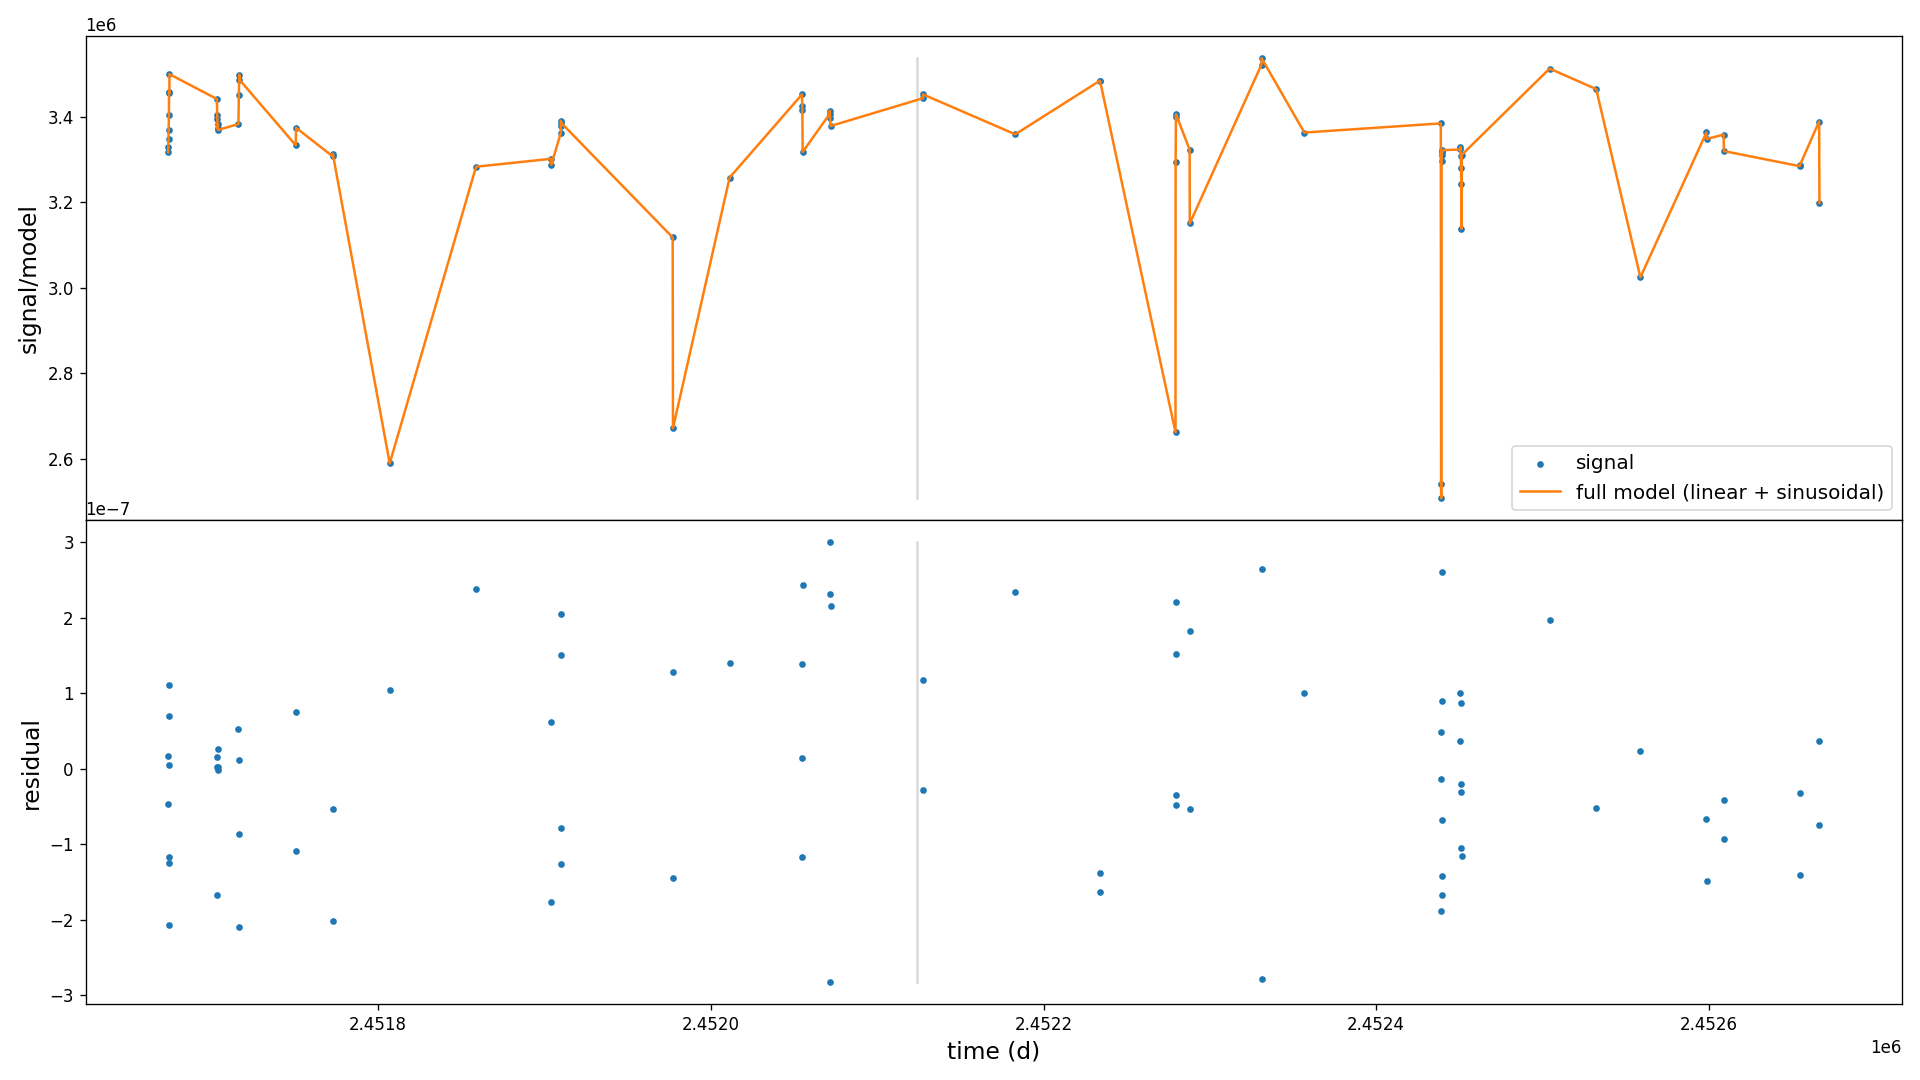 1e6
3.4
3.2
3.0
2.8
2.6
signal/model
signal
full model (linear + sinusoidal)
1e−7
3
2
1
0
−1
−2
−3
residual
2.4518
2.4520
2.4522
2.4524
2.4526
time (d)
1e6